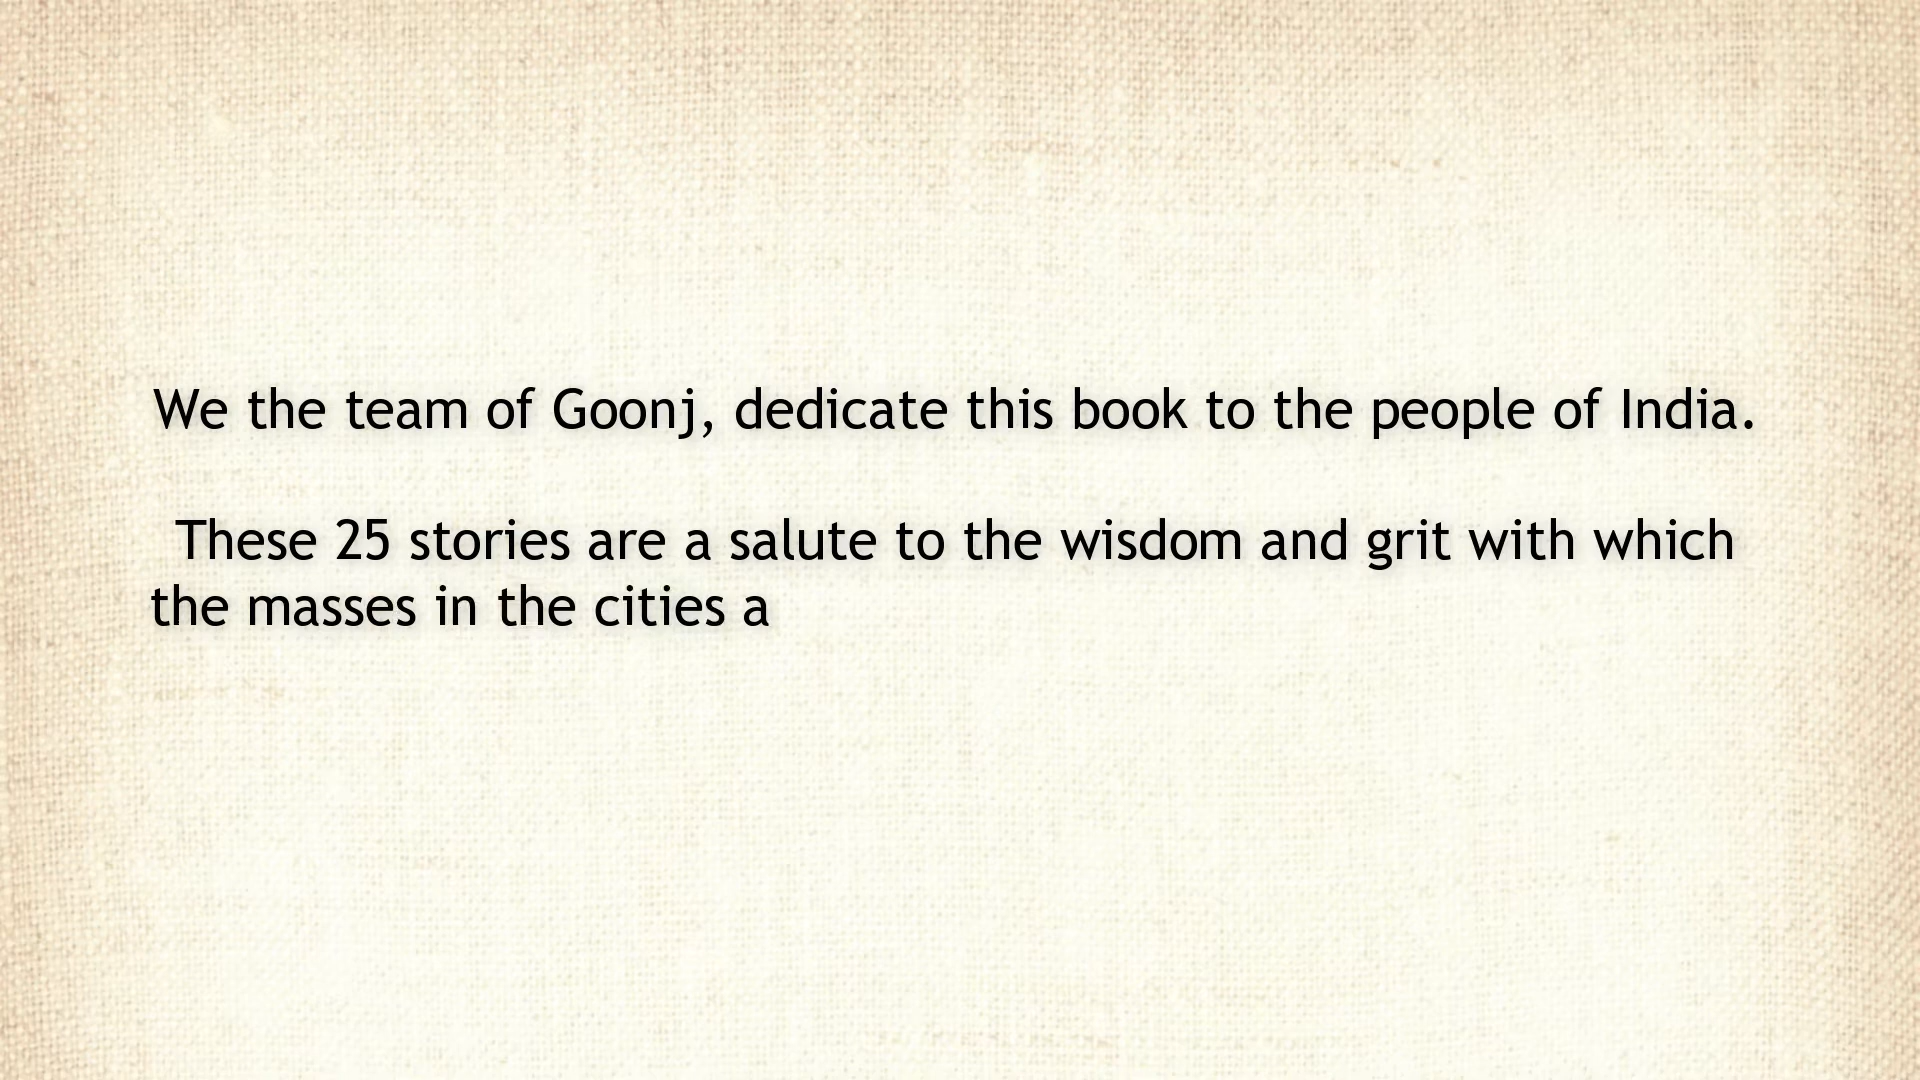 We the team of Goonj, dedicate this book to the people of India.
These 25 stories are a salute to the wisdom and grit with which
the masses in the cities a